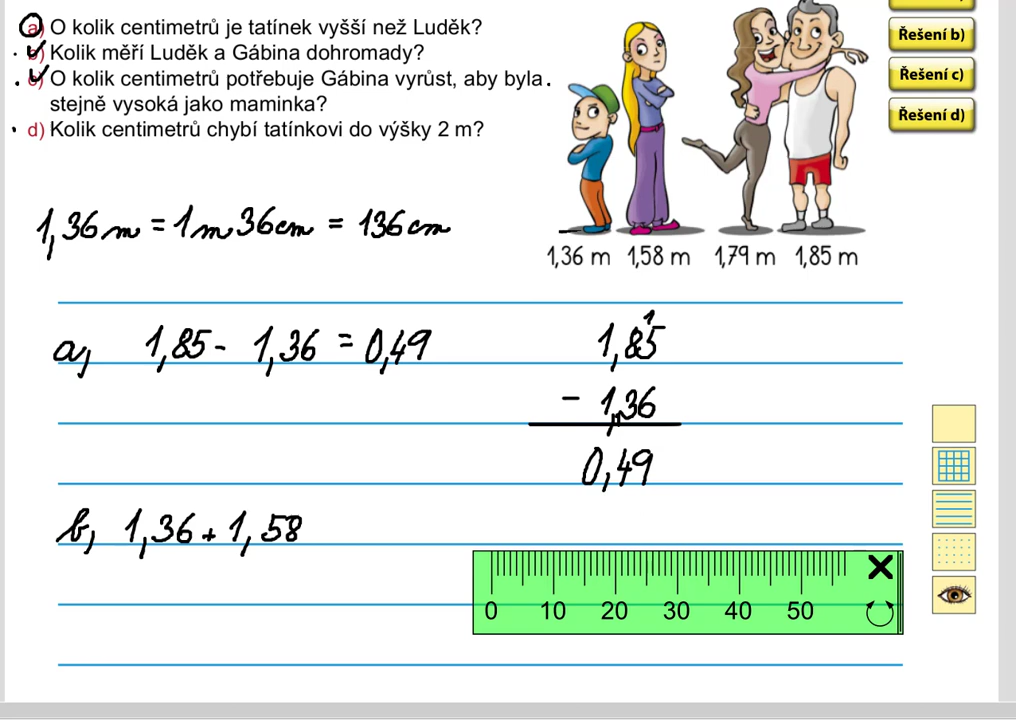 a) O kolik centimetrů je tatínek vyšší než Luděk?
b) Kolik měří Luděk a Gábina dohromady?
c) O kolik centimetrů potřebuje Gábina vyrůst, aby byla
stejně vysoká jako maminka?
d) Kolik centimetrů chybí tatínkovi do výšky 2 m?
Řešení b)
Řešení c)
Řešení d)
1,36 m 1,58 m 1,79 m 1,85 m
1,36 m = 1 m 36 cm = 136 cm
a, 1,85 - 1,36 = 0,49
1,85
- 1,36
0,49
b, 1,36 + 1,58
0 10 20 30 40 50